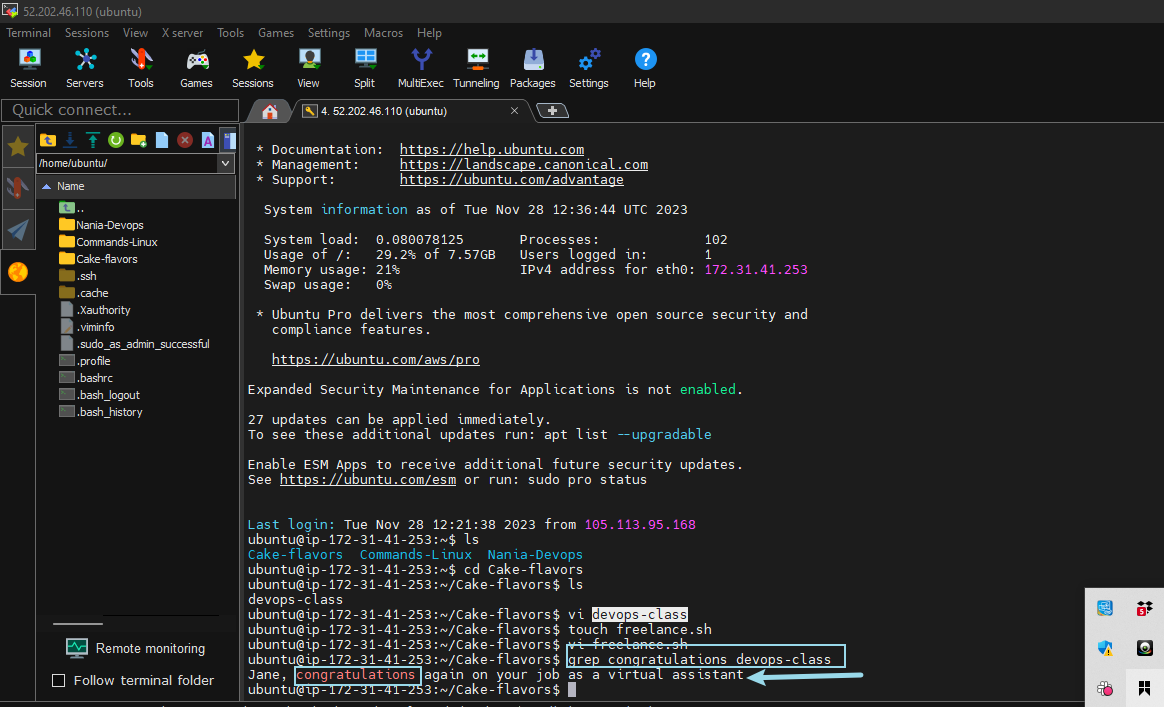 52.202.46.110 (ubuntu)
Terminal Sessions View X server Tools Games Settings Macros Help
Session Servers Tools Games Sessions View Split MultiExec Tunneling Packages Settings Help
Quick connect...
4. 52.202.46.110 (ubuntu)
/home/ubuntu/
Name
..
Nania-Devops
Commands-Linux
Cake-flavors
.ssh
.cache
.Xauthority
.viminfo
.sudo_as_admin_successful
.profile
.bashrc
.bash_logout
.bash_history
Remote monitoring
Follow terminal folder
* Documentation: https://help.ubuntu.com
* Management: https://landscape.canonical.com
* Support: https://ubuntu.com/advantage
System information as of Tue Nov 28 12:36:44 UTC 2023
System load: 0.080078125 Processes: 102
Usage of /: 29.2% of 7.57GB Users logged in: 1
Memory usage: 21% IPv4 address for eth0: 172.31.41.253
Swap usage: 0%
* Ubuntu Pro delivers the most comprehensive open source security and
compliance features.
https://ubuntu.com/aws/pro
Expanded Security Maintenance for Applications is not enabled.
27 updates can be applied immediately.
To see these additional updates run: apt list --upgradable
Enable ESM Apps to receive additional future security updates.
See https://ubuntu.com/esm or run: sudo pro status
Last login: Tue Nov 28 12:21:38 2023 from 105.113.95.168
ubuntu@ip-172-31-41-253:~$ ls
Cake-flavors Commands-Linux Nania-Devops
ubuntu@ip-172-31-41-253:~$ cd Cake-flavors
ubuntu@ip-172-31-41-253:~/Cake-flavors$ ls
devops-class
ubuntu@ip-172-31-41-253:~/Cake-flavors$ vi devops-class
ubuntu@ip-172-31-41-253:~/Cake-flavors$ touch freelance.sh
ubuntu@ip-172-31-41-253:~/Cake-flavors$ vi freelance.sh
ubuntu@ip-172-31-41-253:~/Cake-flavors$ grep congratulations devops-class
Jane, congratulations again on your job as a virtual assistant
ubuntu@ip-172-31-41-253:~/Cake-flavors$
5